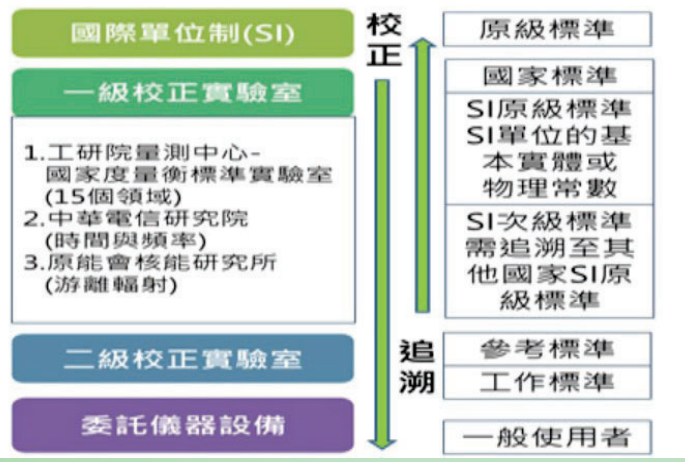 國際單位制(SI)
一級校正實驗室
1.工研院量測中心-
國家度量衡標準實驗室
(15個領域)
2.中華電信研究院
(時間與頻率)
3.原能會核能研究所
(游離輻射)
二級校正實驗室
委託儀器設備
校
正
追
溯
原級標準
國家標準
SI原級標準
SI單位的基
本實體或
物理常數
SI次級標準
需追溯至其
他國家SI原
級標準
參考標準
工作標準
一般使用者